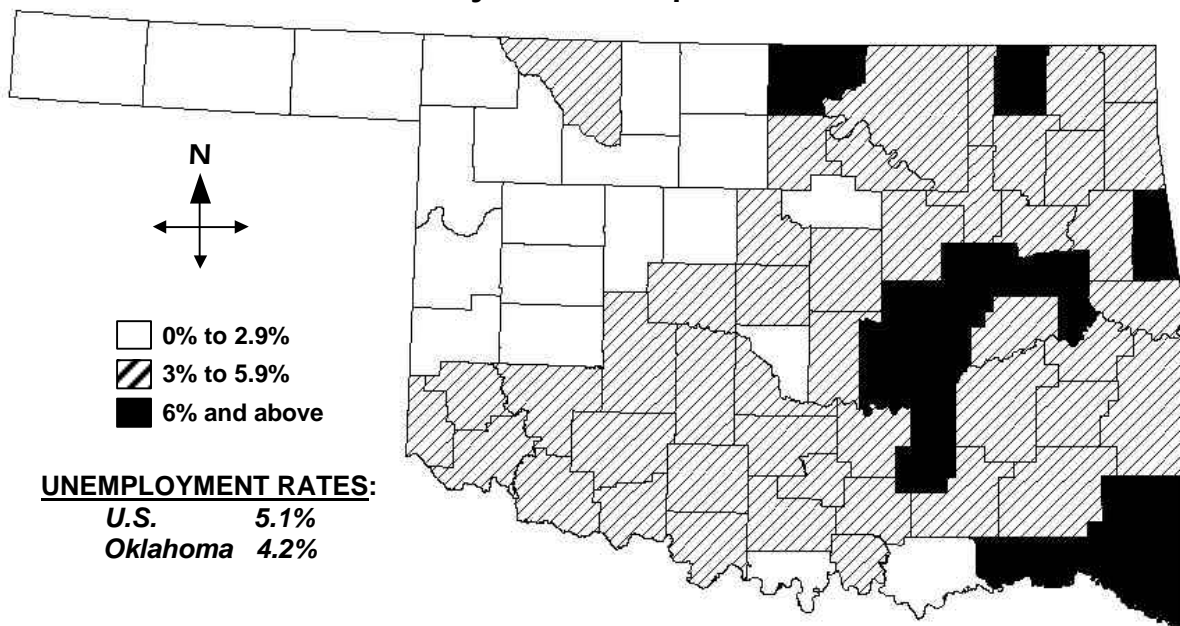 N
0% to 2.9%
3% to 5.9%
6% and above
UNEMPLOYMENT RATES:
U.S. 5.1%
Oklahoma 4.2%